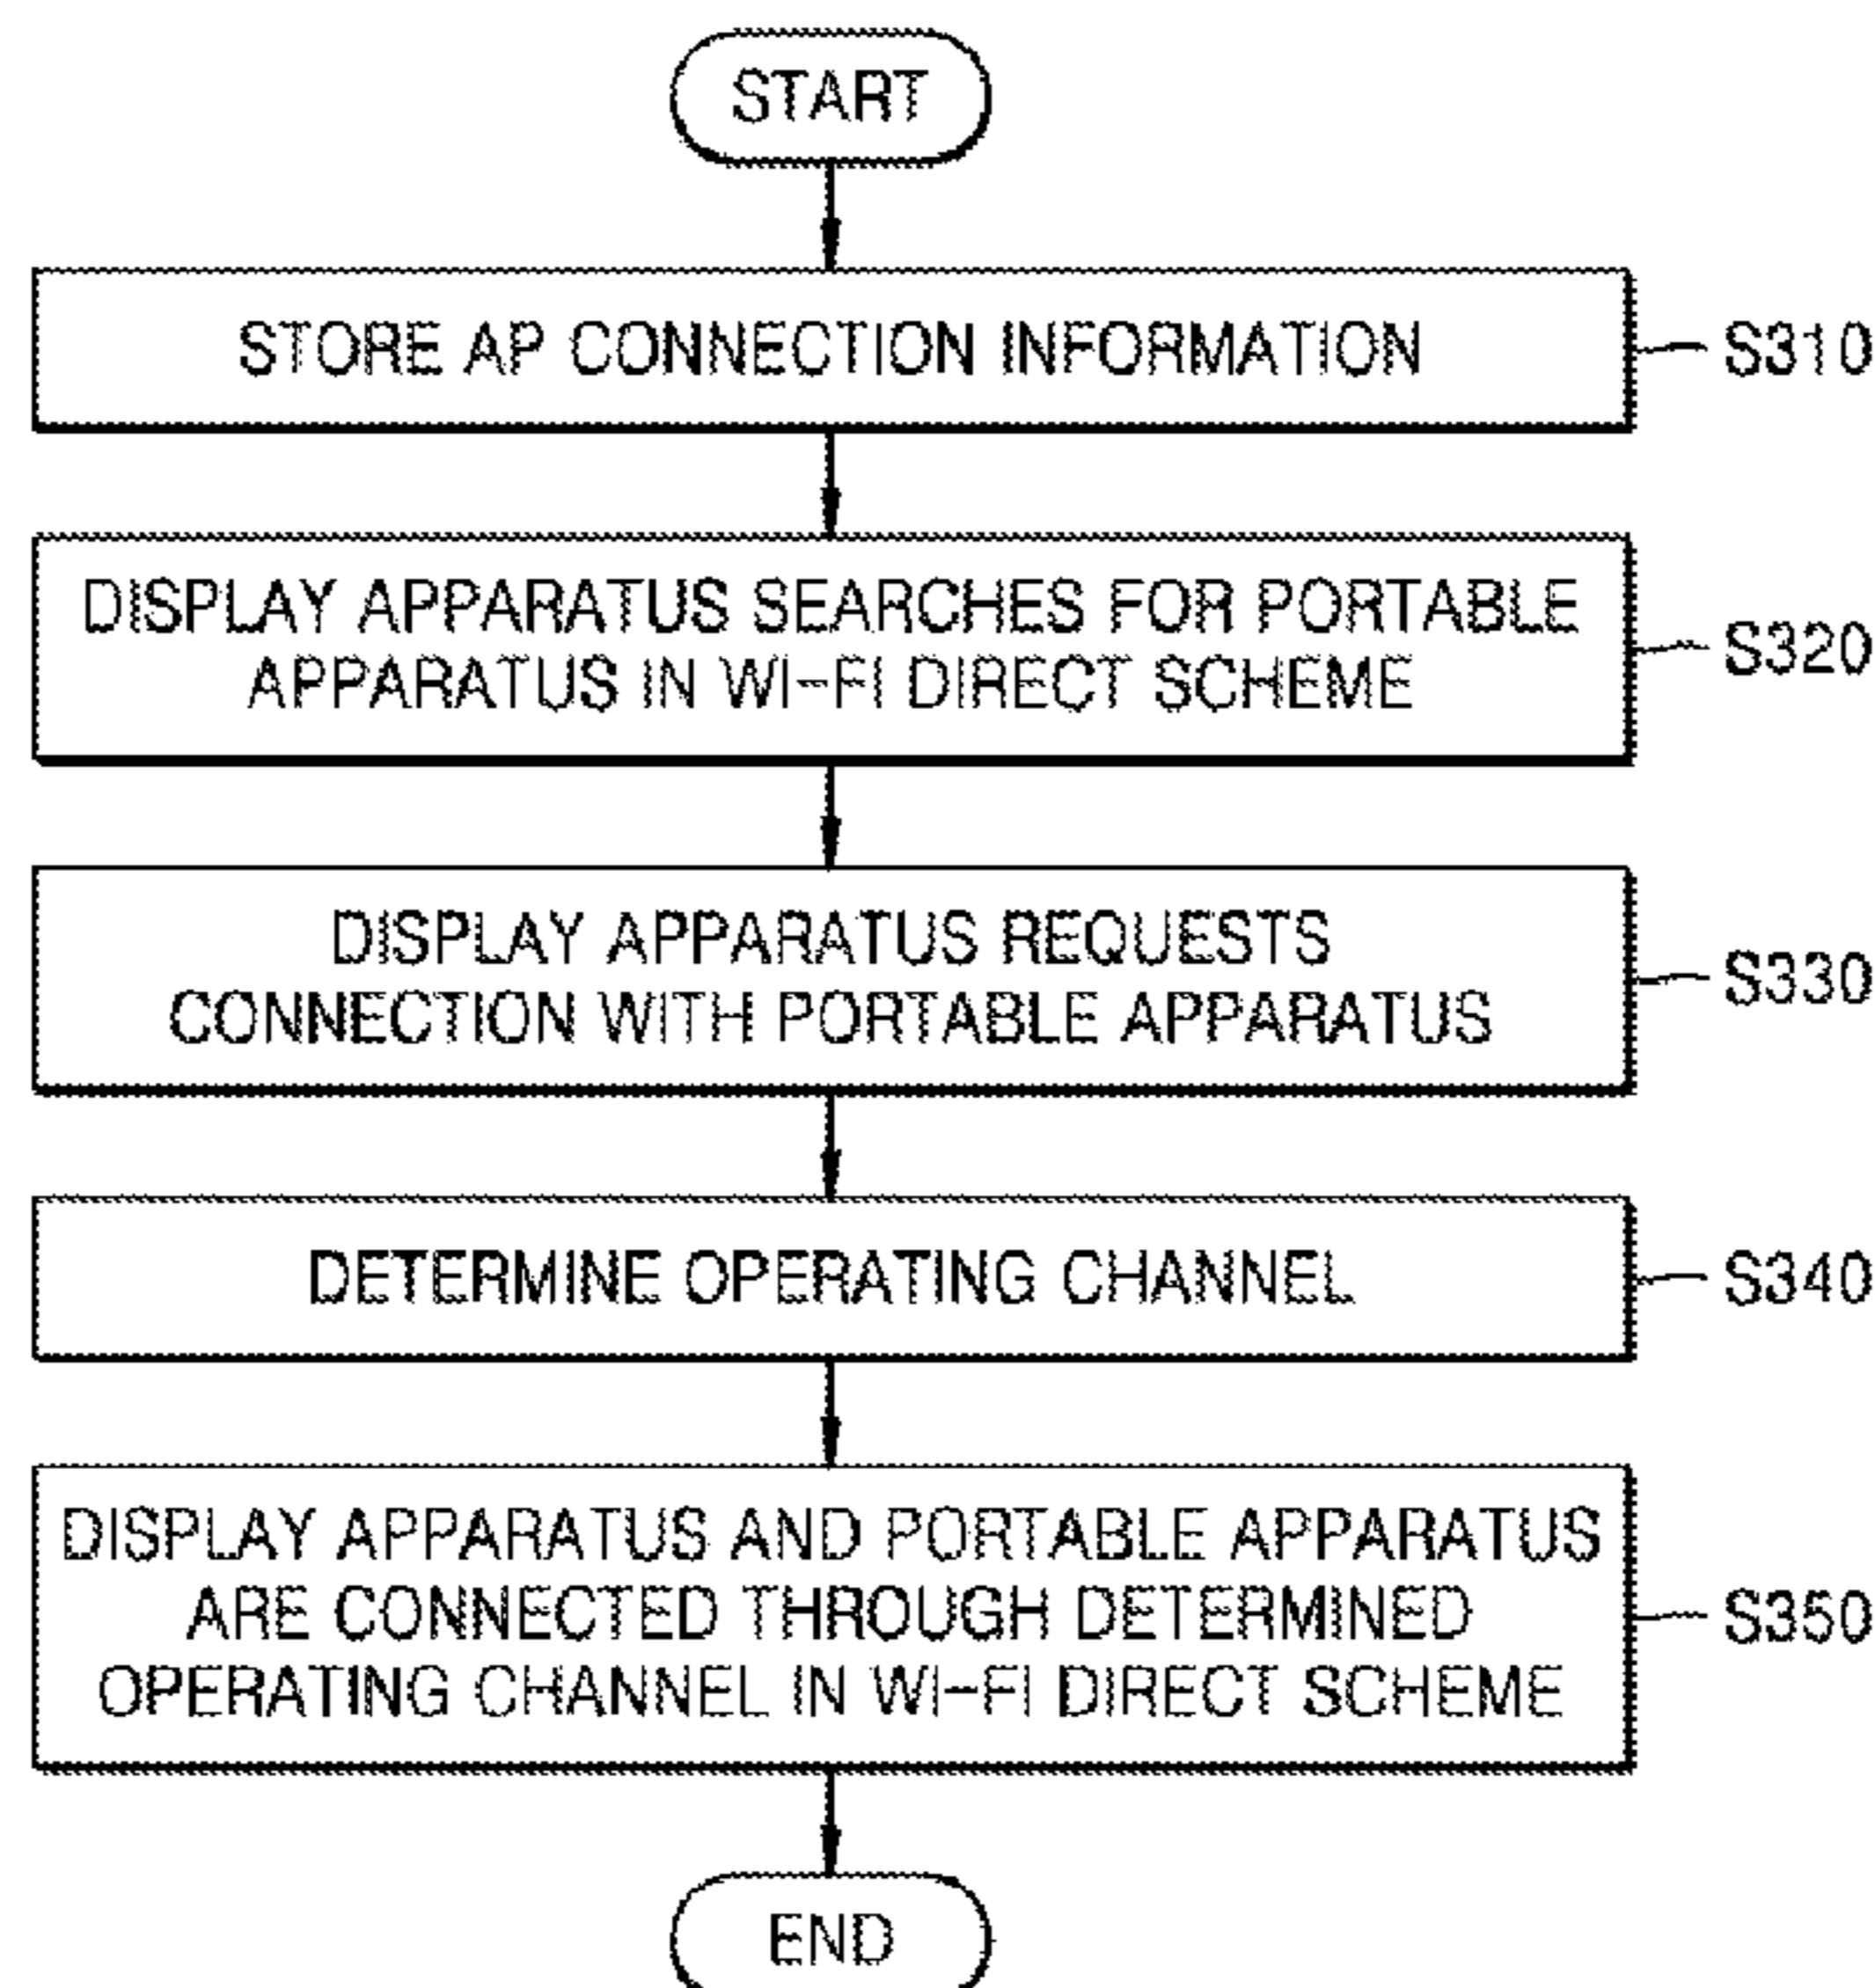 START
STORE AP CONNECTION INFORMATION
S310
DISPLAY APPARATUS SEARCHES FOR PORTABLE
APPARATUS IN WI-FI DIRECT SCHEME
S320
DISPLAY APPARATUS REQUESTS
CONNECTION WITH PORTABLE APPARATUS
S330
DETERMINE OPERATING CHANNEL
S340
DISPLAY APPARATUS AND PORTABLE APPARATUS
ARE CONNECTED THROUGH DETERMINED
OPERATING CHANNEL IN WI-FI DIRECT SCHEME
S350
END